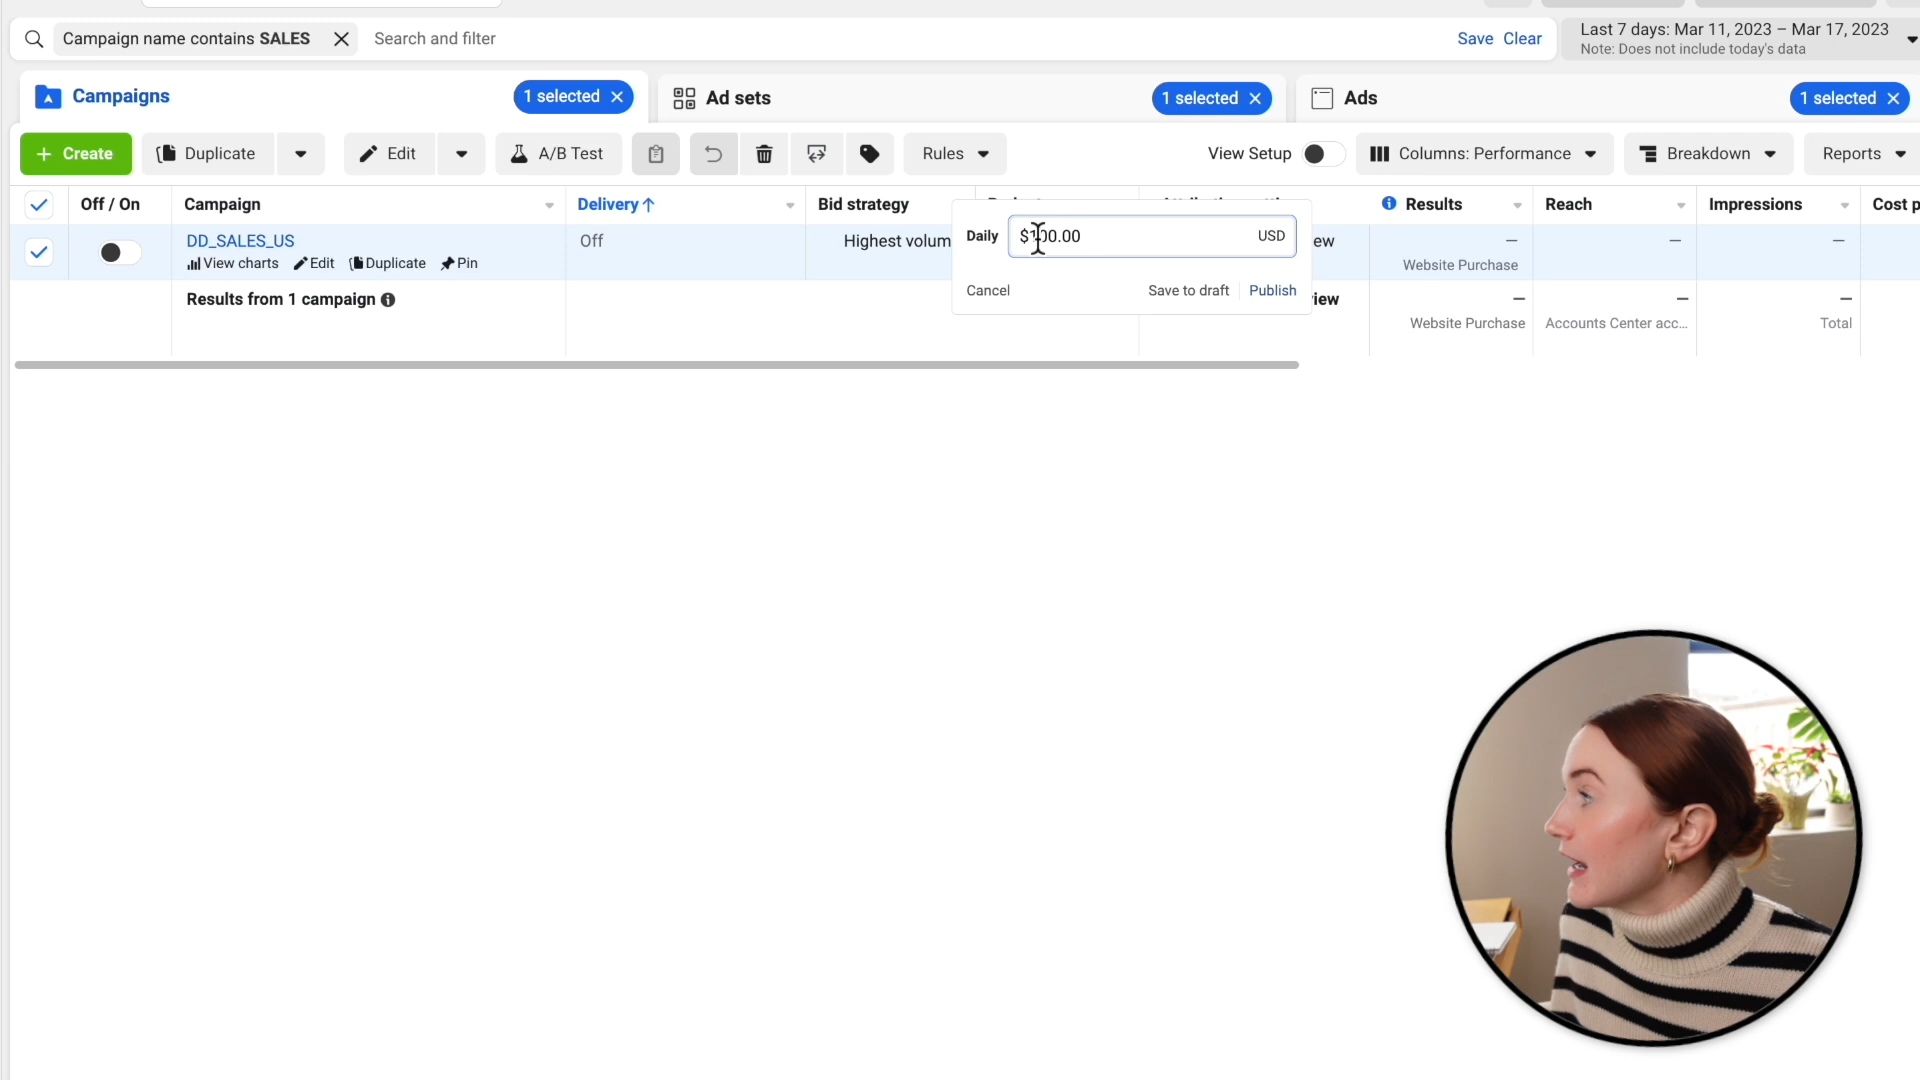 Campaign name contains SALES
Search and filter
Save Clear
Last 7 days: Mar 11, 2023 – Mar 17, 2023
Note: Does not include today's data
Campaigns
1 selected
Ad sets
1 selected
Ads
1 selected
+ Create
Duplicate
Edit
A/B Test
Rules
View Setup
Columns: Performance
Breakdown
Reports
Off / On
Campaign
Delivery ↑
Bid strategy
Results
Reach
Impressions
Cost p
DD_SALES_US
Off
Highest volum
Daily
$100.00
USD
ew
—
—
—
View charts
Edit
Duplicate
Pin
Website Purchase
Cancel
Save to draft
Publish
Results from 1 campaign
iew
—
—
—
Website Purchase
Accounts Center acc...
Total